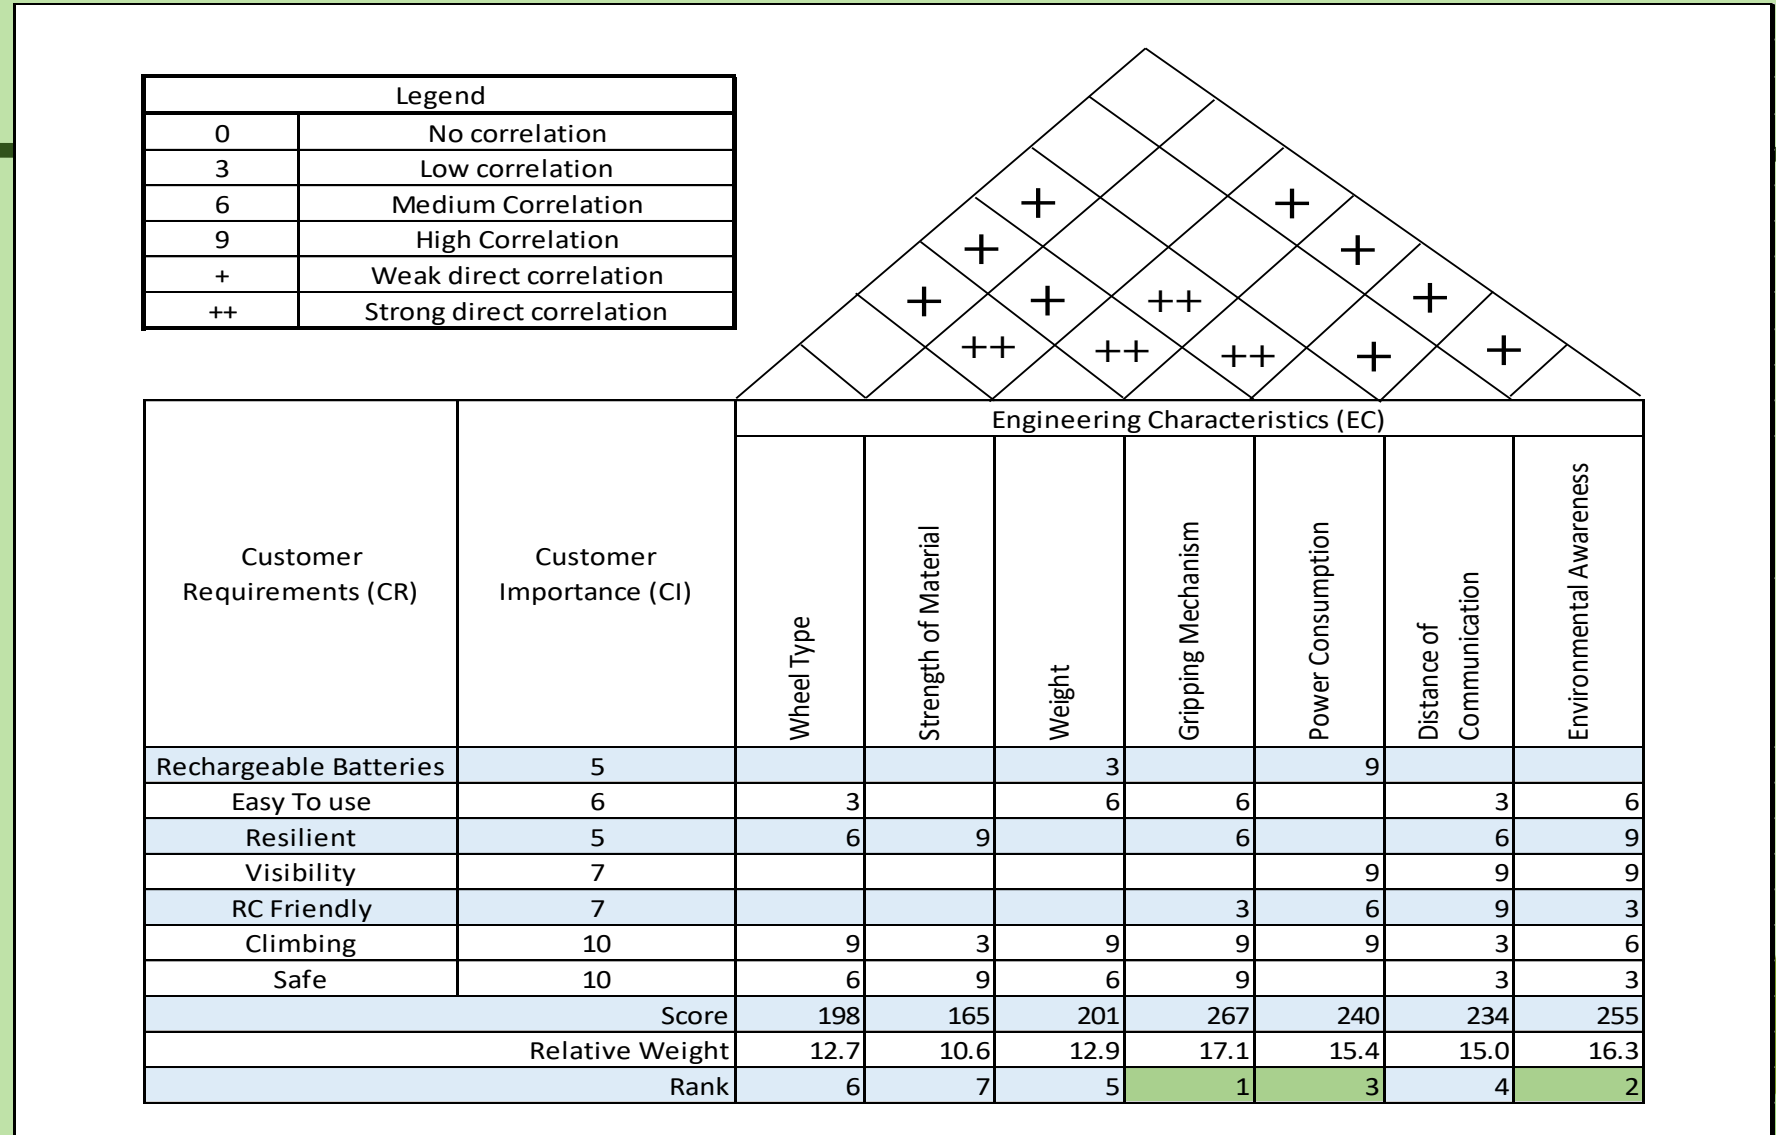 Legend
0 No correlation
3 Low correlation
6 Medium Correlation
9 High Correlation
+ Weak direct correlation
++ Strong direct correlation
+ +
+ +
+ + ++ +
++ ++ ++ + +
Engineering Characteristics (EC)
Customer
Requirements (CR)
Customer
Importance (CI)
Wheel Type
Strength of Material
Weight
Gripping Mechanism
Power Consumption
Distance of
Communication
Environmental Awareness
Rechargeable Batteries 5 3 9
Easy To use 6 3 6 6 3 6
Resilient 5 6 9 6 6 9
Visibility 7 9 9 9
RC Friendly 7 3 6 9 3
Climbing 10 9 3 9 9 9 3 6
Safe 10 6 9 6 9 3 3
Score 198 165 201 267 240 234 255
Relative Weight 12.7 10.6 12.9 17.1 15.4 15.0 16.3
Rank 6 7 5 1 3 4 2